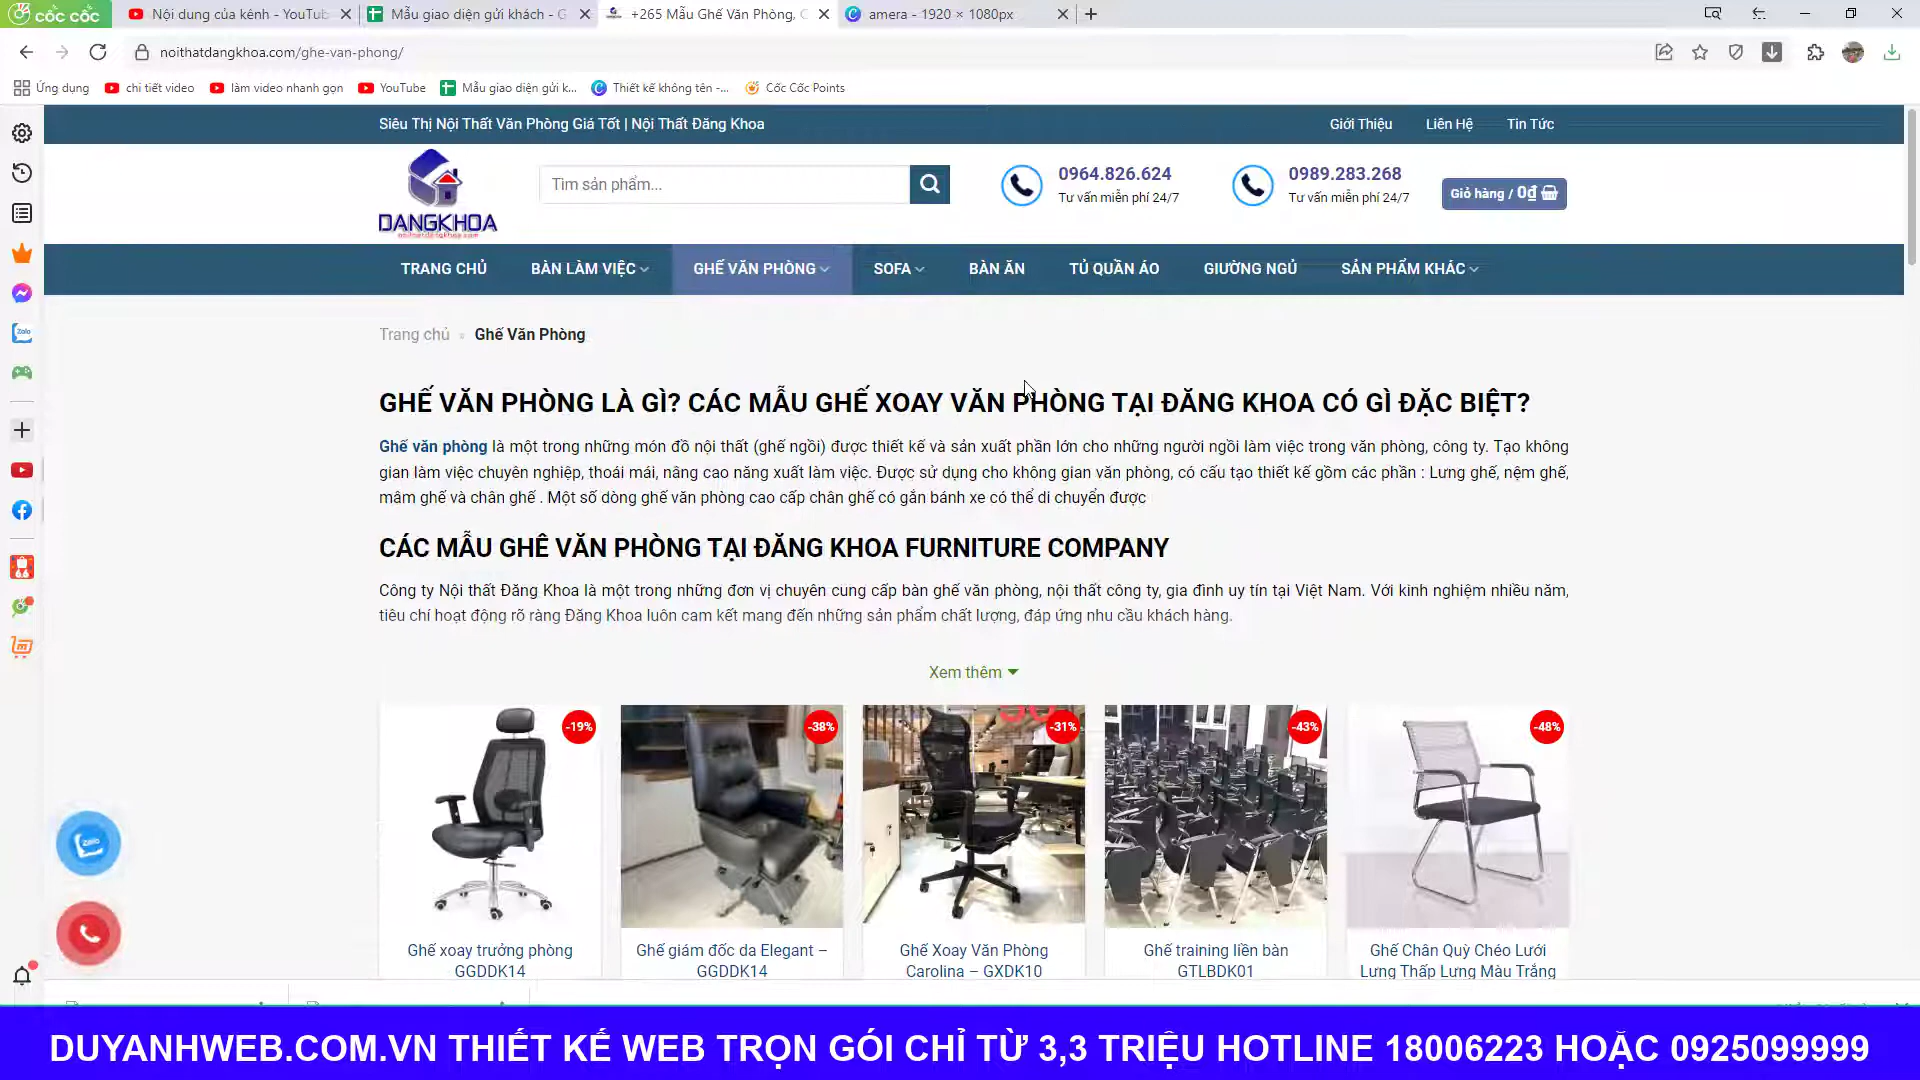 cốc cốc
Nội dung của kênh - YouTub
Mẫu giao diện gửi khách - G
+265 Mẫu Ghế Văn Phòng, C
amera - 1920 × 1080px
noithatdangkhoa.com/ghe-van-phong/
Ứng dụng
chi tiết video
làm video nhanh gọn
YouTube
Mẫu giao diện gửi k...
Thiết kế không tên -...
Cốc Cốc Points
Siêu Thị Nội Thất Văn Phòng Giá Tốt | Nội Thất Đăng Khoa
Giới Thiệu
Liên Hệ
Tin Tức
DANGKHOA
noithatdangkhoa.com
Tìm sản phẩm...
0964.826.624
Tư vấn miễn phí 24/7
0989.283.268
Tư vấn miễn phí 24/7
Giỏ hàng / 0₫
TRANG CHỦ
BÀN LÀM VIỆC
GHẾ VĂN PHÒNG
SOFA
BÀN ĂN
TỦ QUẦN ÁO
GIƯỜNG NGỦ
SẢN PHẨM KHÁC
Trang chủ » Ghế Văn Phòng
GHẾ VĂN PHÒNG LÀ GÌ? CÁC MẪU GHẾ XOAY VĂN PHÒNG TẠI ĐĂNG KHOA CÓ GÌ ĐẶC BIỆT?
Ghế văn phòng là một trong những món đồ nội thất (ghế ngồi) được thiết kế và sản xuất phần lớn cho những người ngồi làm việc trong văn phòng, công ty. Tạo không
gian làm việc chuyên nghiệp, thoái mái, nâng cao năng xuất làm việc. Được sử dụng cho không gian văn phòng, có cấu tạo thiết kế gồm các phần : Lưng ghế, nệm ghế,
mâm ghế và chân ghế . Một số dòng ghế văn phòng cao cấp chân ghế có gắn bánh xe có thể di chuyển được
CÁC MẪU GHẾ VĂN PHÒNG TẠI ĐĂNG KHOA FURNITURE COMPANY
Công ty Nội thất Đăng Khoa là một trong những đơn vị chuyên cung cấp bàn ghế văn phòng, nội thất công ty, gia đình uy tín tại Việt Nam. Với kinh nghiệm nhiều năm,
tiêu chí hoạt động rõ ràng Đăng Khoa luôn cam kết mang đến những sản phẩm chất lượng, đáp ứng nhu cầu khách hàng.
Xem thêm
-19%
-38%
-31%
-43%
-48%
Zalo
Zalo
Ghế xoay trưởng phòng
GGDDK14
Ghế giám đốc da Elegant –
GGDDK14
Ghế Xoay Văn Phòng
Carolina – GXDK10
Ghế training liền bàn
GTLBDK01
Ghế Chân Quỳ Chéo Lưới
Lưng Thấp Lưng Màu Trắng
DUYANHWEB.COM.VN THIẾT KẾ WEB TRỌN GÓI CHỈ TỪ 3,3 TRIỆU HOTLINE 18006223 HOẶC 0925099999